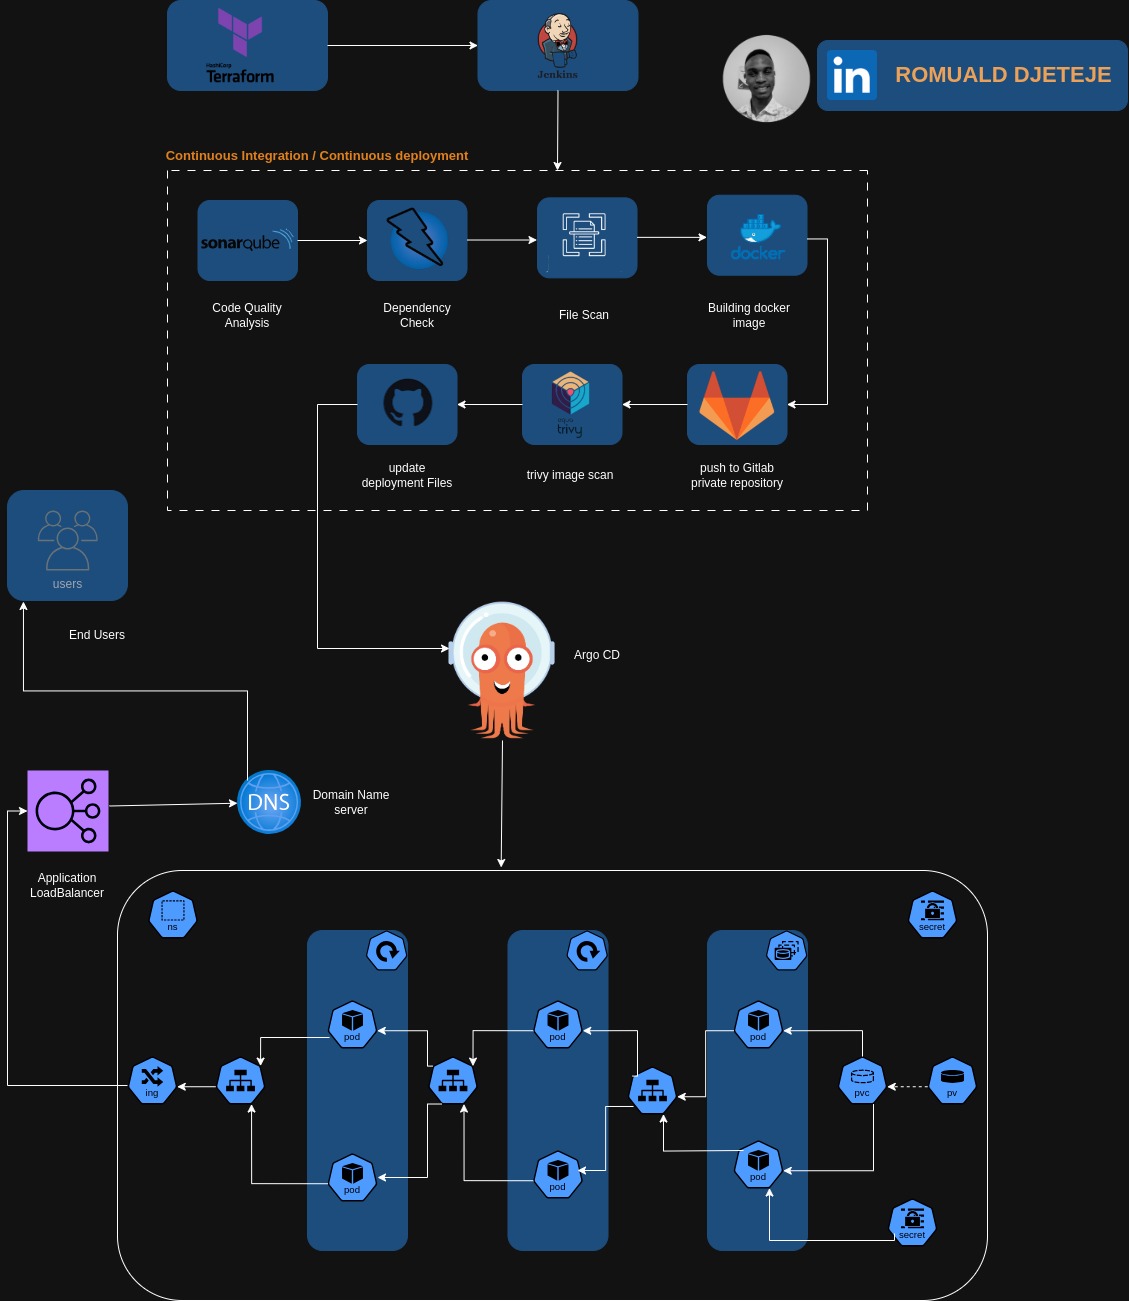 HashiCorp
Terraform
Jenkins
in
ROMUALD DJETEJE
Continuous Integration / Continuous deployment
sonarqube
docker
Code Quality
Analysis
Dependency
Check
File Scan
Building docker
image
aqua
trivy
update
deployment Files
trivy image scan
push to Gitlab
private repository
users
End Users
Argo CD
DNS
Domain Name
server
Application
LoadBalancer
ns
secret
pod
pod
pod
ing
pvc
pv
pod
pod
pod
secret